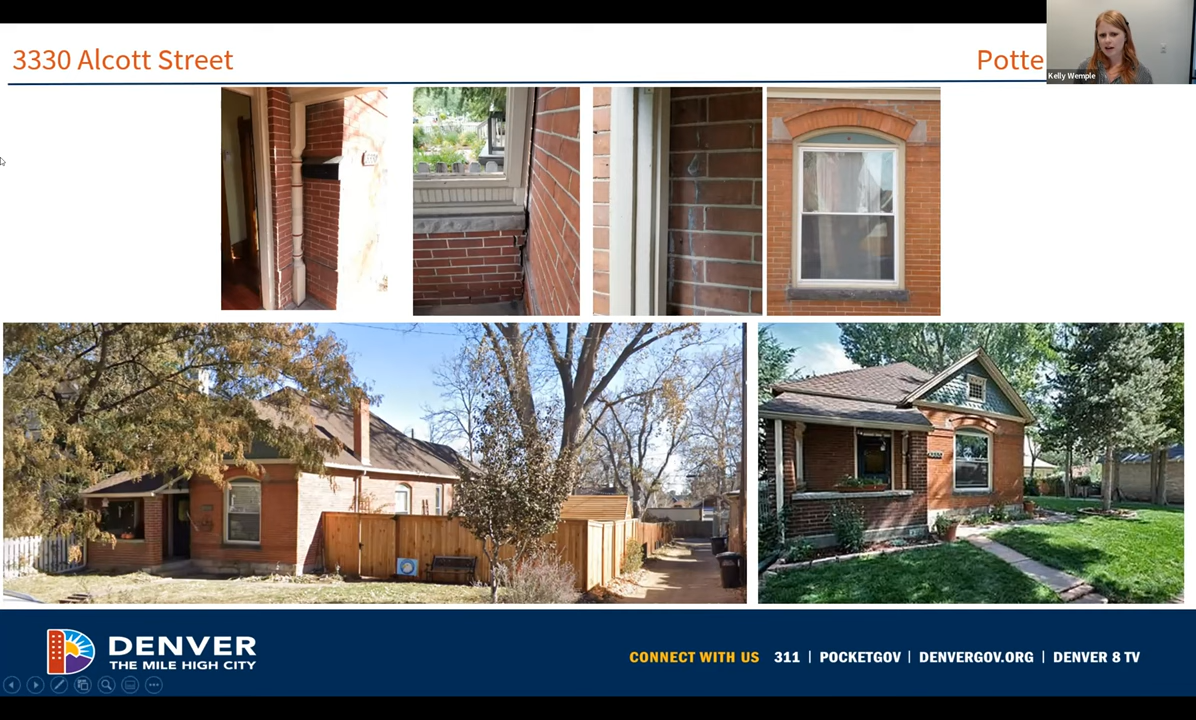 3330 Alcott Street
Potte
Kelly Wemple
DENVER
THE MILE HIGH CITY
CONNECT WITH US 311 | POCKETGOV | DENVERGOV.ORG | DENVER 8 TV